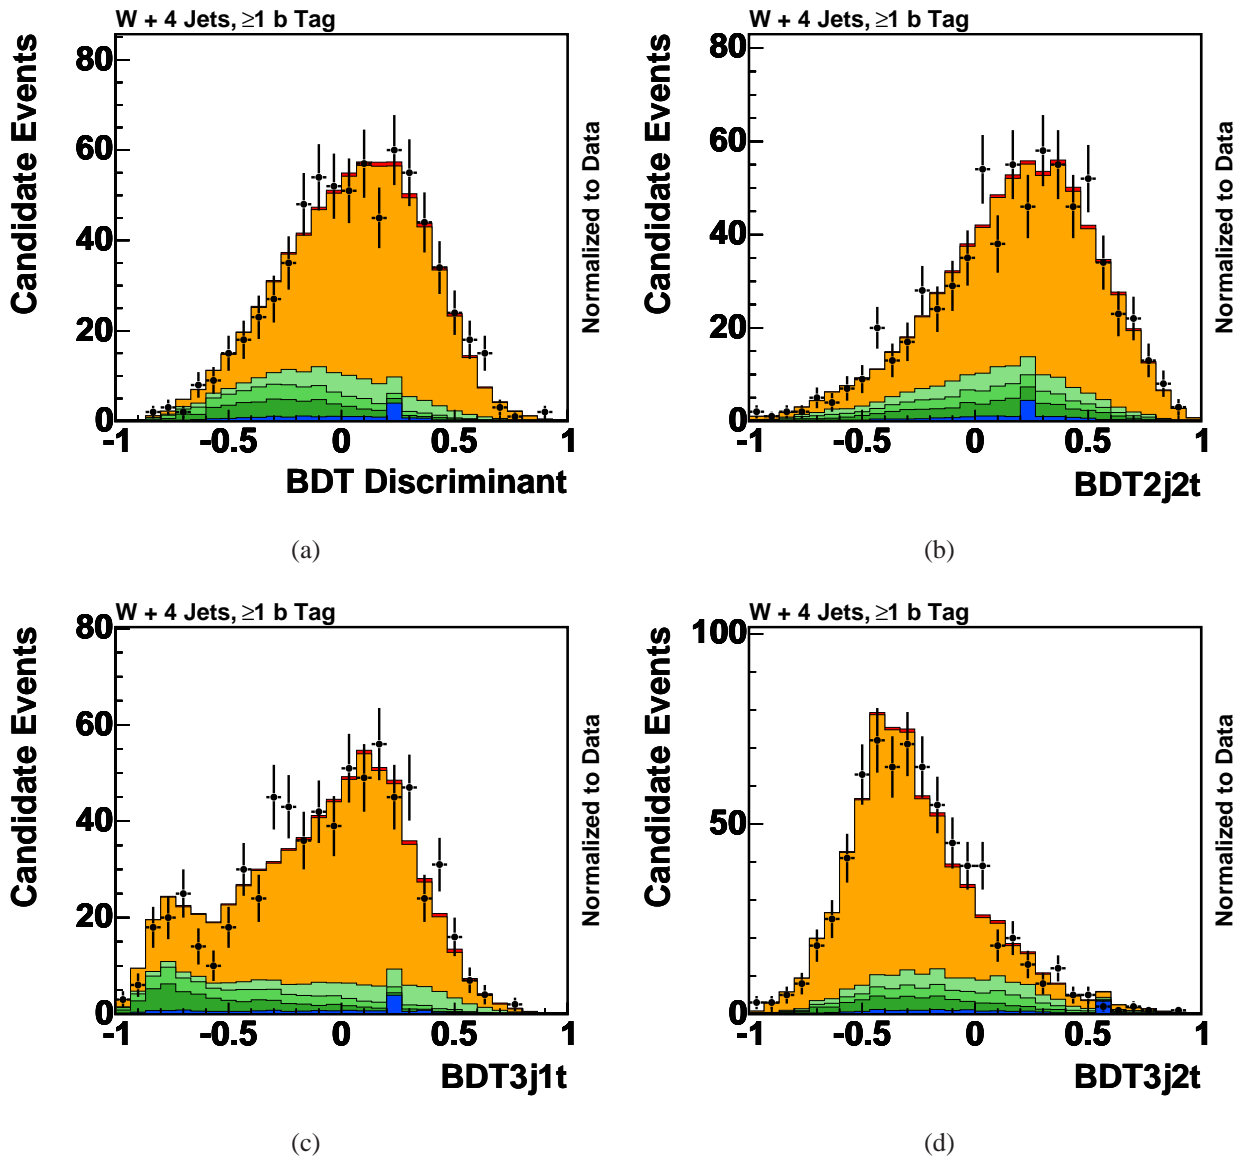 W + 4 Jets, ≥1 b Tag
Candidate Events
80
60
40
20
0
-1
-0.5
0
0.5
1
BDT Discriminant
Normalized to Data
(a)
W + 4 Jets, ≥1 b Tag
Candidate Events
80
60
40
20
0
-1
-0.5
0
0.5
1
BDT2j2t
Normalized to Data
(b)
W + 4 Jets, ≥1 b Tag
Candidate Events
80
60
40
20
0
-1
-0.5
0
0.5
1
BDT3j1t
Normalized to Data
(c)
W + 4 Jets, ≥1 b Tag
Candidate Events
100
50
0
-1
-0.5
0
0.5
1
BDT3j2t
Normalized to Data
(d)